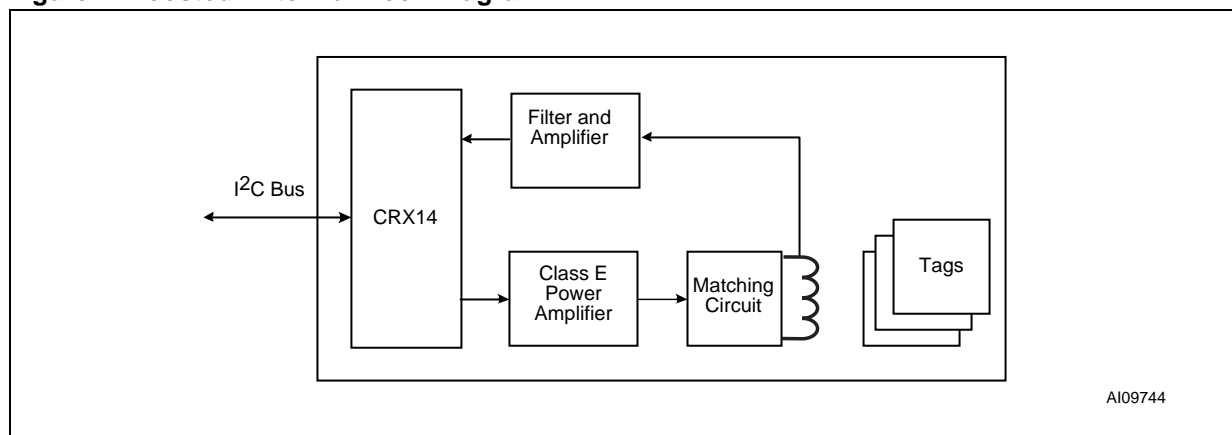 Filter and
Amplifier
I2C Bus
CRX14
Class E
Power
Amplifier
Matching
Circuit
Tags
AI09744